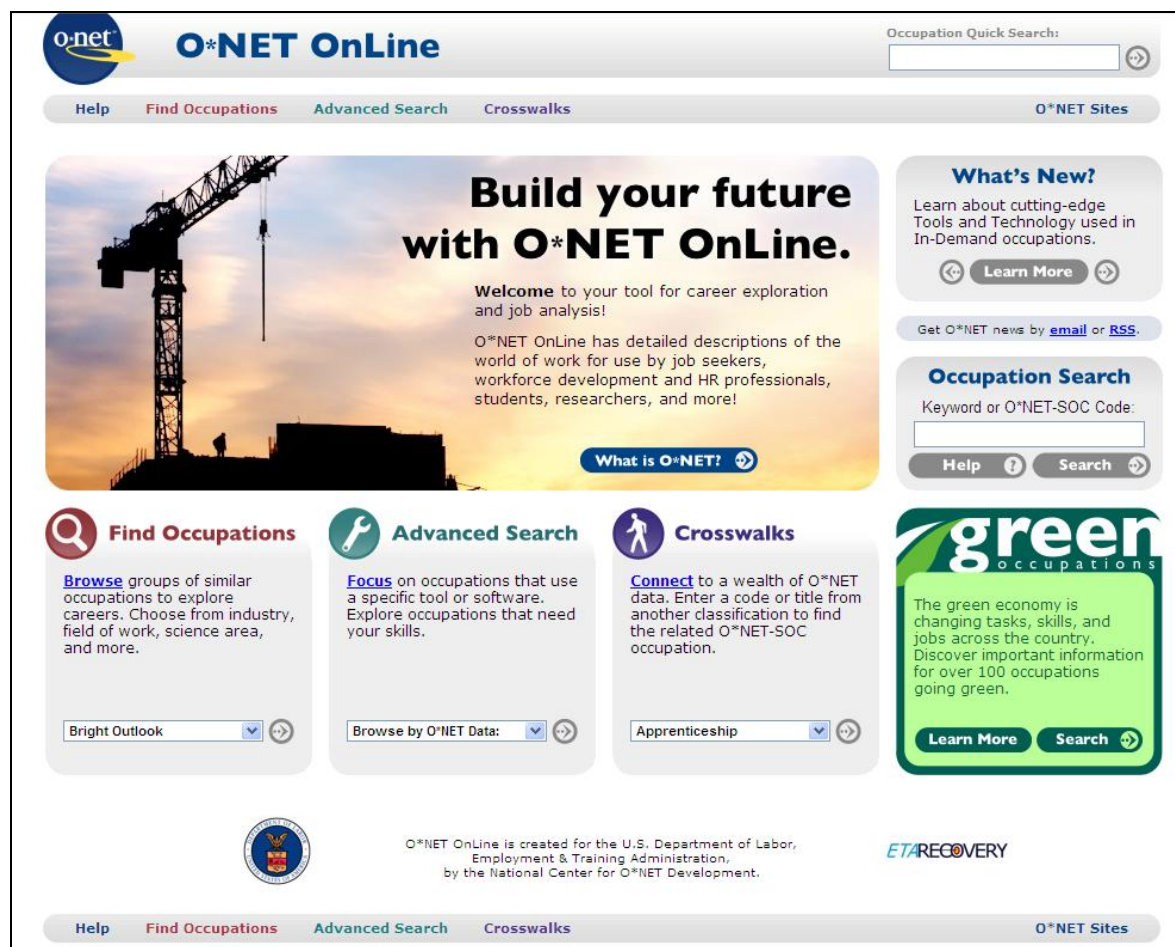 o·net
O*NET OnLine
Occupation Quick Search:
Help Find Occupations Advanced Search Crosswalks O*NET Sites
Build your future
with O*NET OnLine.
Welcome to your tool for career exploration
and job analysis!
O*NET OnLine has detailed descriptions of the
world of work for use by job seekers,
workforce development and HR professionals,
students, researchers, and more!
What is O*NET?
What's New?
Learn about cutting-edge
Tools and Technology used in
In-Demand occupations.
Learn More
Get O*NET news by email or RSS.
Occupation Search
Keyword or O*NET-SOC Code:
Help ? Search
Find Occupations
Browse groups of similar
occupations to explore
careers. Choose from industry,
field of work, science area,
and more.
Bright Outlook
Advanced Search
Focus on occupations that use
a specific tool or software.
Explore occupations that need
your skills.
Browse by O*NET Data:
Crosswalks
Connect to a wealth of O*NET
data. Enter a code or title from
another classification to find
the related O*NET-SOC
occupation.
Apprenticeship
green
occupations
The green economy is
changing tasks, skills, and
jobs across the country.
Discover important information
for over 100 occupations
going green.
Learn More Search
DEPARTMENT OF LABOR
UNITED STATES OF AMERICA
O*NET OnLine is created for the U.S. Department of Labor,
Employment & Training Administration,
by the National Center for O*NET Development.
ETARECOVERY
Help Find Occupations Advanced Search Crosswalks O*NET Sites